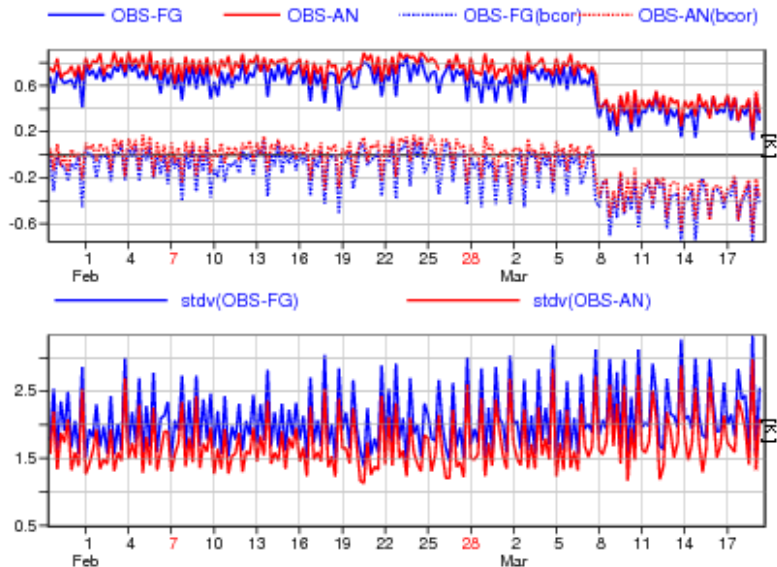 OBS-FG OBS-AN OBS-FG(bcor) OBS-AN(bcor)
0.6
0.2
-0.2
-0.6
[K]
1 4 7 10 13 16 19 22 25 28 2 5 8 11 14 17
Feb Mar
stdv(OBS-FG) stdv(OBS-AN)
2.5
1.5
0.5
[K]
1 4 7 10 13 16 19 22 25 28 2 5 8 11 14 17
Feb Mar